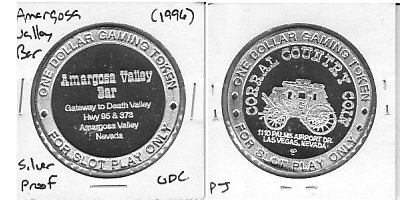 Amargosa
Valley
Bar
(1996)
ONE DOLLAR GAMING TOKEN
Amargosa Valley
Bar
Gateway to Death Valley
Hwy 95 & 373
Amargosa Valley
Nevada
FOR SLOT PLAY ONLY
Silver
Proof
GDC
ONE DOLLAR GAMING TOKEN
CORRAL COUNTRY COIN
1110 PALMS AIRPORT DR.
LAS VEGAS, NEVADA
FOR SLOT PLAY ONLY
PJ